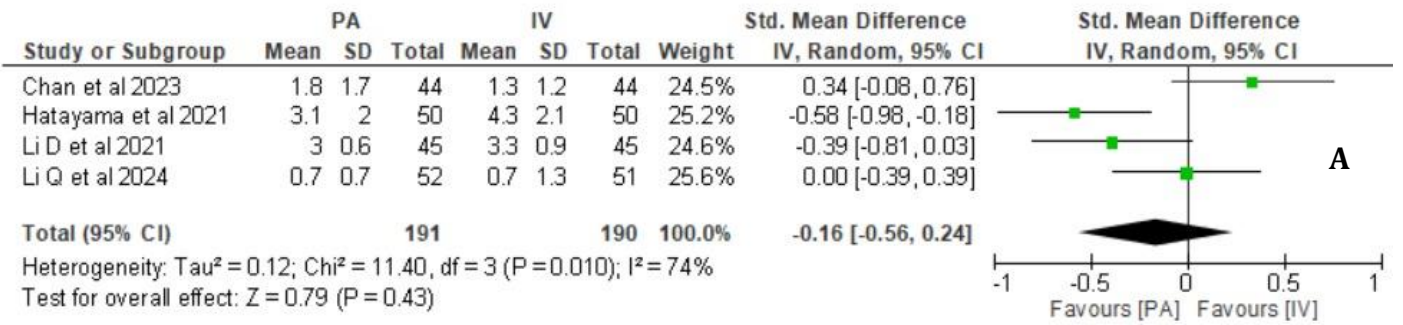 PA IV Std. Mean Difference Std. Mean Difference
Study or Subgroup Mean SD Total Mean SD Total Weight IV, Random, 95% CI IV, Random, 95% CI
Chan et al 2023 1.8 1.7 44 1.3 1.2 44 24.5% 0.34 [-0.08, 0.76]
Hatayama et al 2021 3.1 2 50 4.3 2.1 50 25.2% -0.58 [-0.98, -0.18]
Li D et al 2021 3 0.6 45 3.3 0.9 45 24.6% -0.39 [-0.81, 0.03]
A
Li Q et al 2024 0.7 0.7 52 0.7 1.3 51 25.6% 0.00 [-0.39, 0.39]
Total (95% CI) 191 190 100.0% -0.16 [-0.56, 0.24]
Heterogeneity: Tau² = 0.12; Chi² = 11.40, df = 3 (P = 0.010); I² = 74%
Test for overall effect: Z = 0.79 (P = 0.43)
-1 -0.5 0 0.5 1
Favours [PA] Favours [IV]